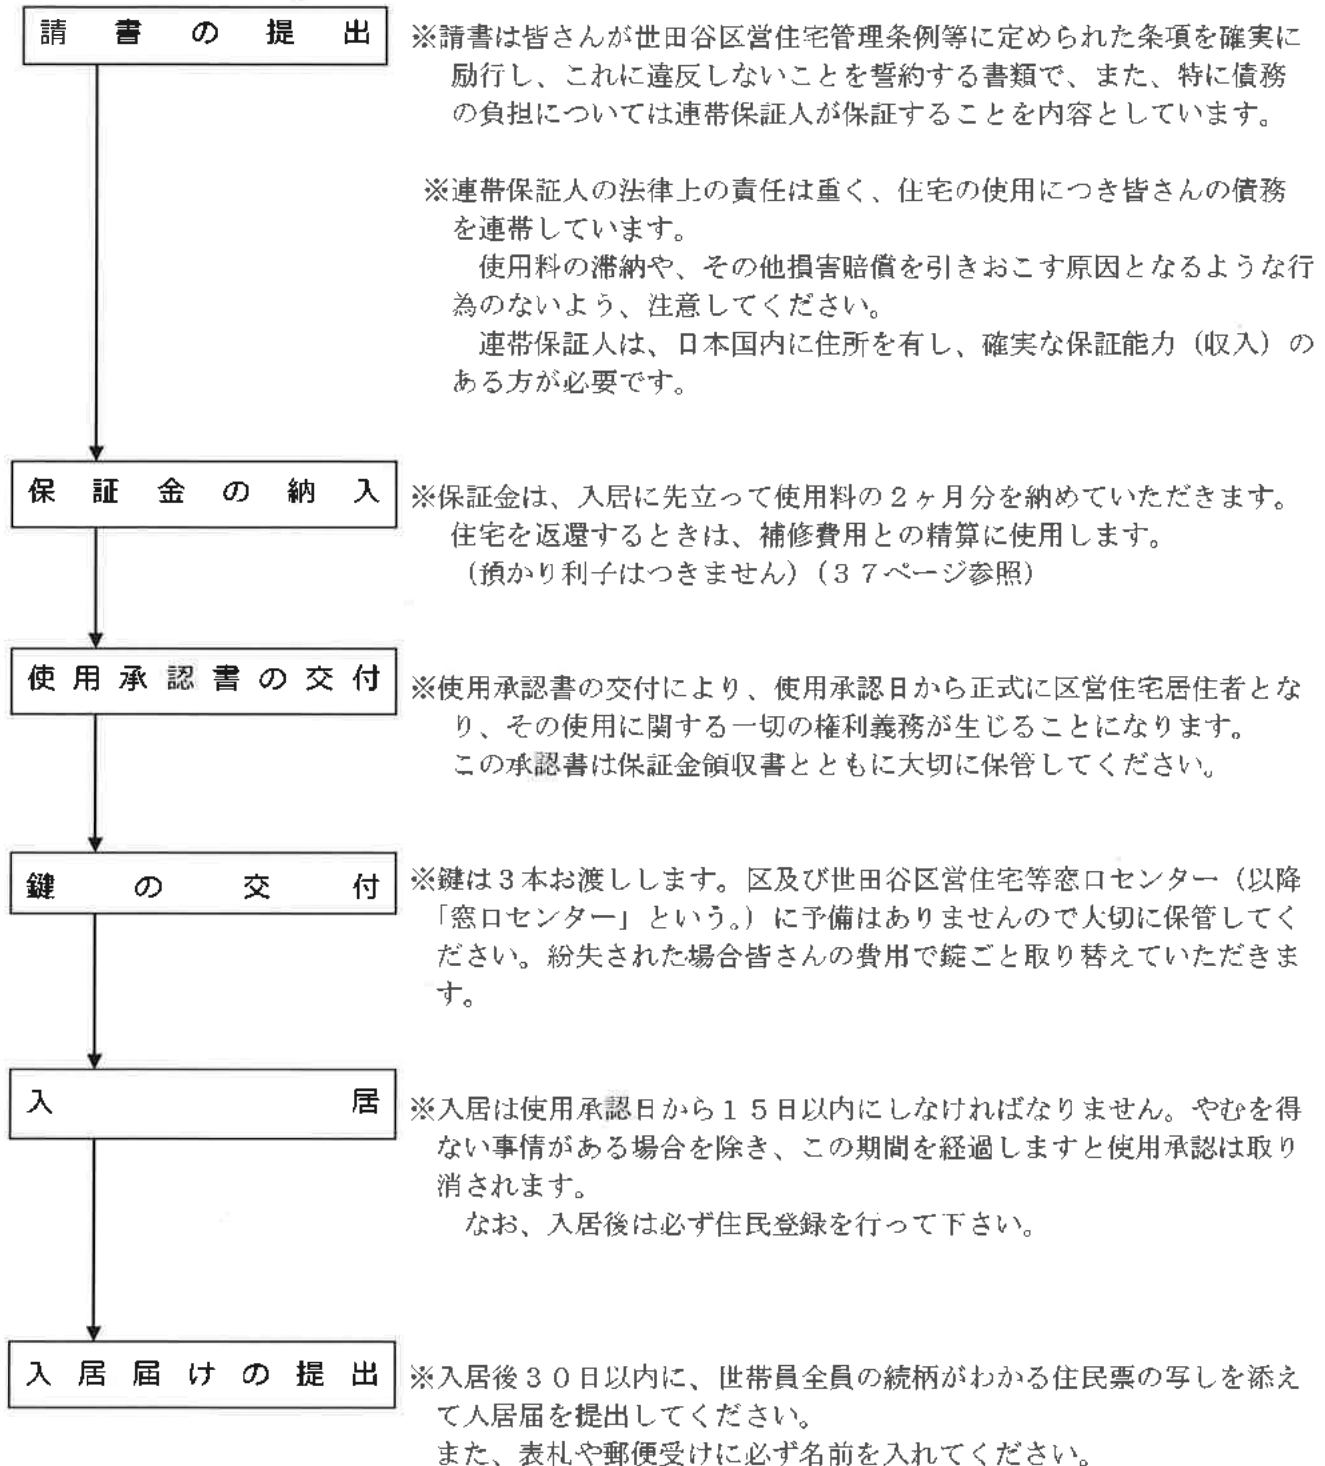 請書の提出
※請書は皆さんが世田谷区営住宅管理条例等に定められた条項を確実に
励行し、これに違反しないことを誓約する書類で、また、特に債務
の負担については連帯保証人が保証することを内容としています。
※連帯保証人の法律上の責任は重く、住宅の使用につき皆さんの債務
を連帯しています。
使用料の滞納や、その他損害賠償を引きおこす原因となるような行
為のないよう、注意してください。
連帯保証人は、日本国内に住所を有し、確実な保証能力（収入）の
ある方が必要です。
保証金の納入
※保証金は、入居に先立って使用料の２ヶ月分を納めていただきます。
住宅を返還するときは、補修費用との精算に使用します。
（預かり利子はつきません）（３７ページ参照）
使用承認書の交付
※使用承認書の交付により、使用承認日から正式に区営住宅居住者とな
り、その使用に関する一切の権利義務が生じることになります。
この承認書は保証金領収書とともに大切に保管してください。
鍵の交付
※鍵は３本お渡しします。区及び世田谷区営住宅等窓口センター（以降
「窓口センター」という。）に予備はありませんので大切に保管してく
ださい。紛失された場合皆さんの費用で錠ごと取り替えていただきま
す。
入居
※入居は使用承認日から１５日以内にしなければなりません。やむを得
ない事情がある場合を除き、この期間を経過しますと使用承認は取り
消されます。
なお、入居後は必ず住民登録を行って下さい。
入居届けの提出
※入居後３０日以内に、世帯員全員の続柄がわかる住民票の写しを添え
て入居届を提出してください。
また、表札や郵便受けに必ず名前を入れてください。